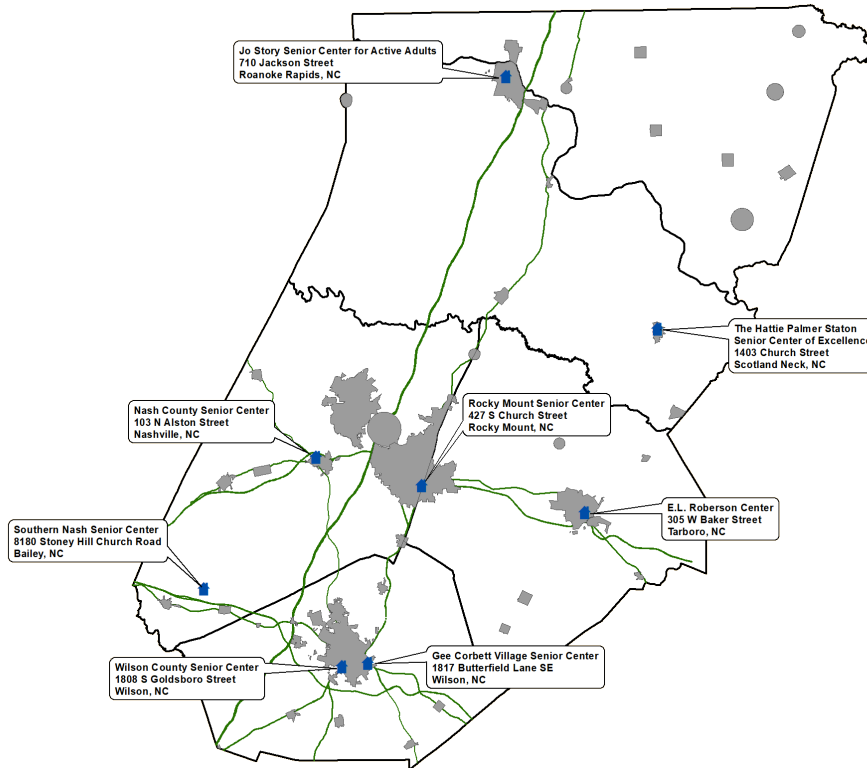 Jo Story Senior Center for Active Adults
710 Jackson Street
Roanoke Rapids, NC
The Hattie Palmer Staton
Senior Center of Excellence
1403 Church Street
Scotland Neck, NC
Nash County Senior Center
103 N Alston Street
Nashville, NC
Rocky Mount Senior Center
427 S Church Street
Rocky Mount, NC
E.L. Roberson Center
305 W Baker Street
Tarboro, NC
Southern Nash Senior Center
8180 Stoney Hill Church Road
Bailey, NC
Gee Corbett Village Senior Center
1817 Butterfield Lane SE
Wilson, NC
Wilson County Senior Center
1808 S Goldsboro Street
Wilson, NC